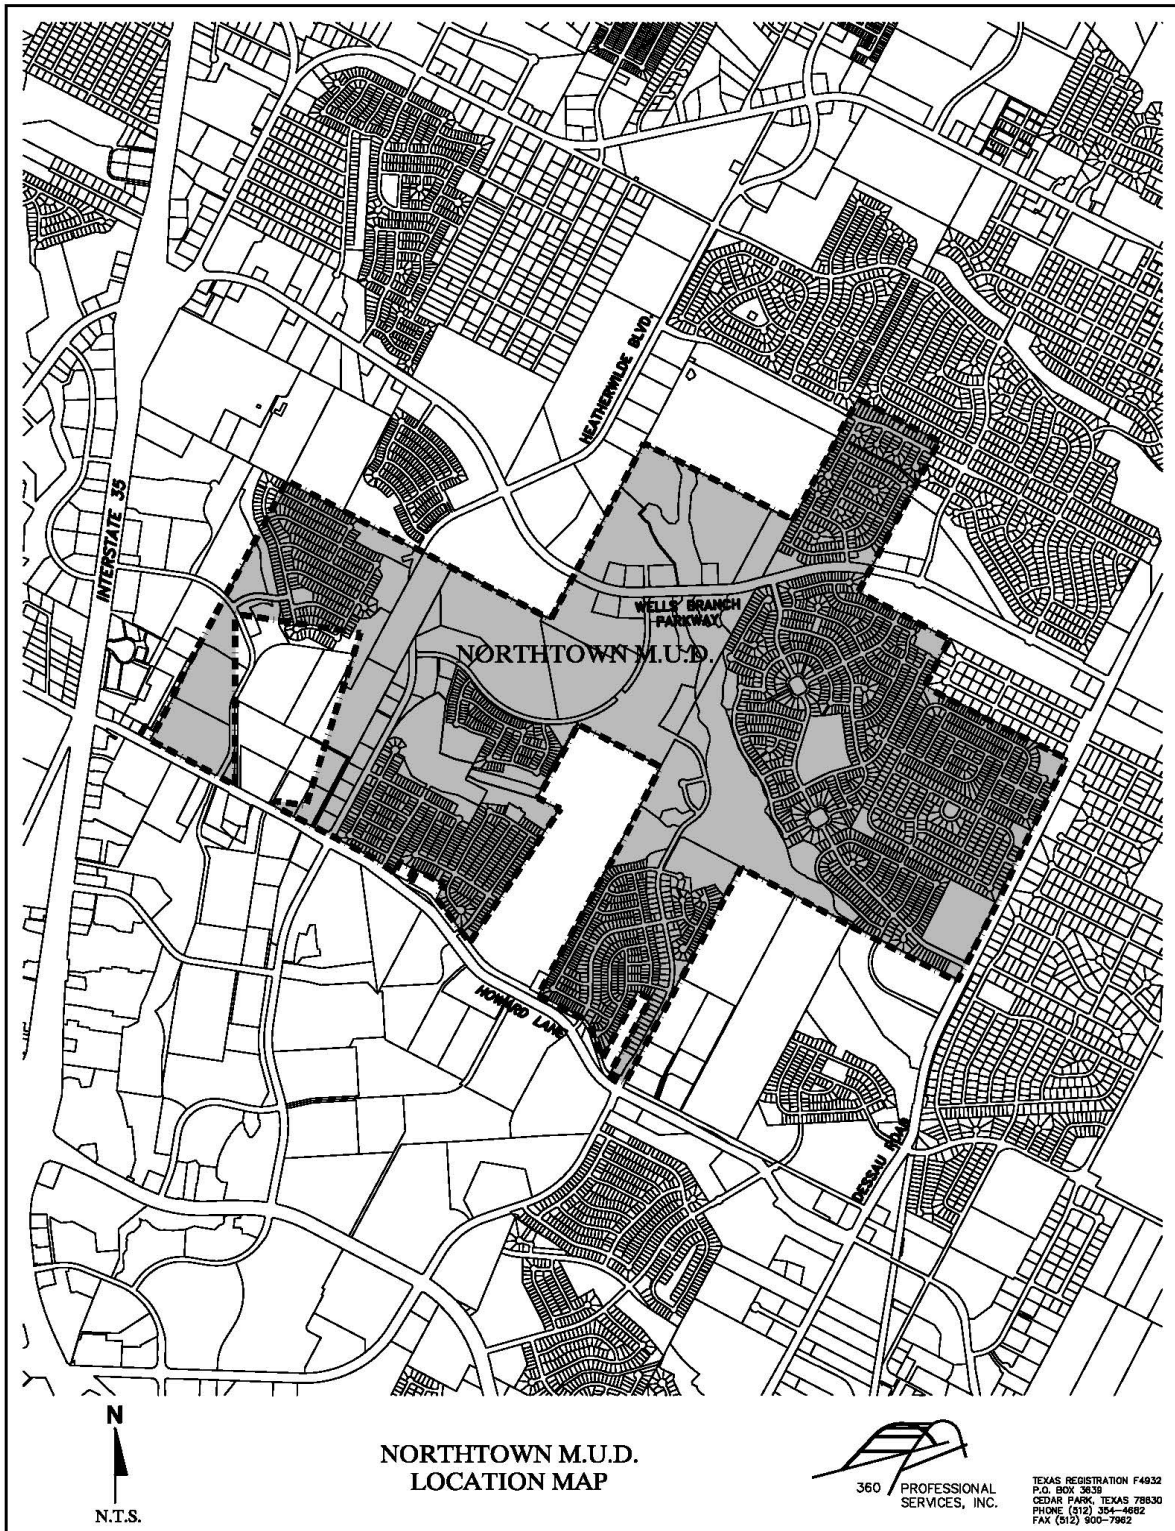 HEATHERWILDE BLVD.
INTERSTATE 35
WELLS BRANCH
PARKWAY
NORTHTOWN M.U.D.
HOWARD LANE
DESSAU ROAD
N
N.T.S.
NORTHTOWN M.U.D.
LOCATION MAP
360 PROFESSIONAL
SERVICES, INC.
TEXAS REGISTRATION F4932
P.O. BOX 3639
CEDAR PARK, TEXAS 78630
PHONE (512) 354-4682
FAX (512) 900-7962